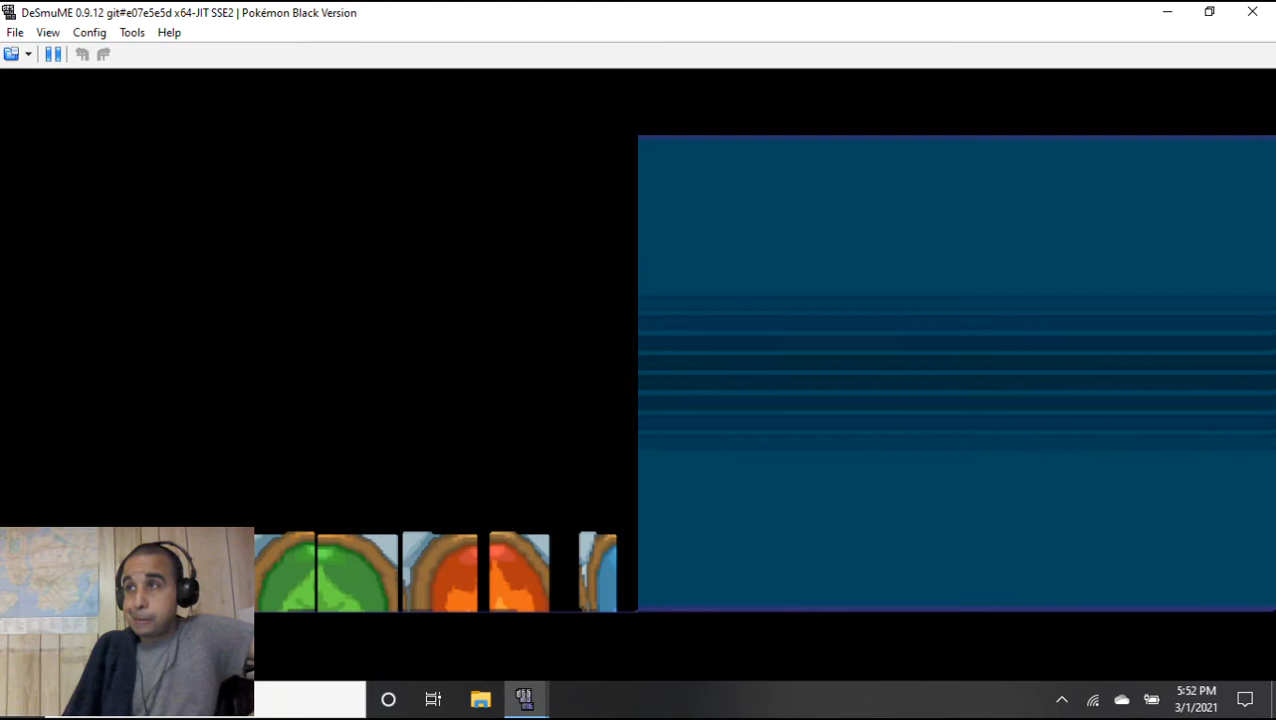 DeSmuME 0.9.12 git#e07e5e5d x64-JIT SSE2 | Pokémon Black Version
File View Config Tools Help
5:52 PM
3/1/2021